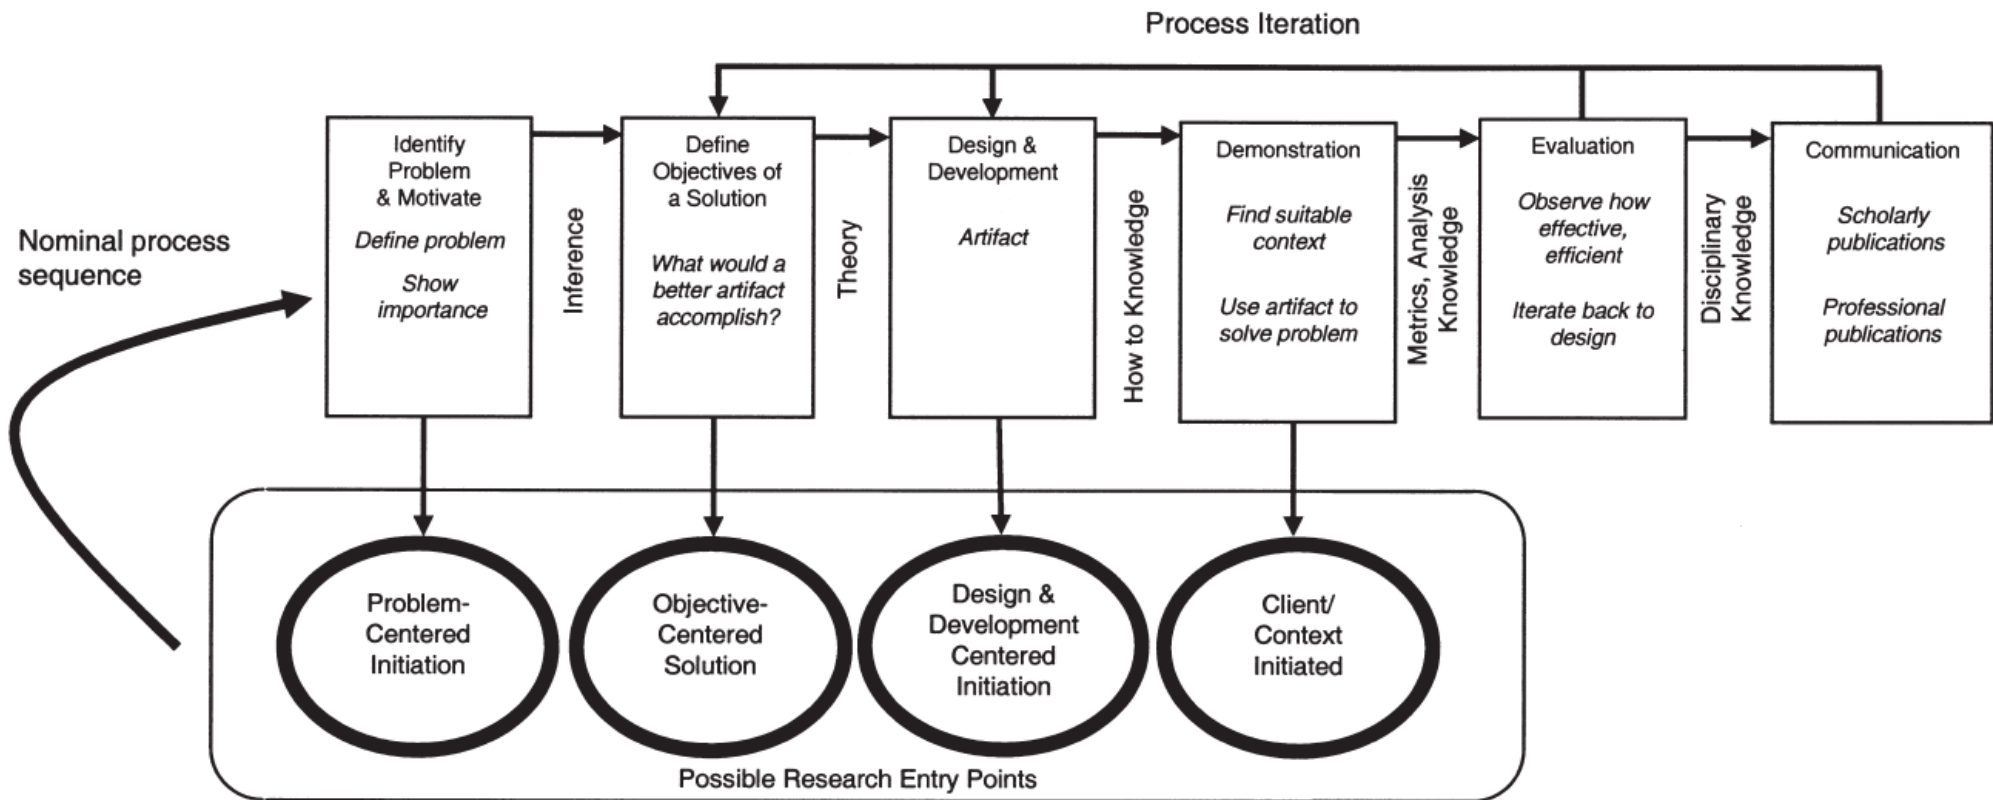 Process Iteration
Nominal process
sequence
Identify
Problem
& Motivate
Define problem
Show
importance
Inference
Define
Objectives of
a Solution
What would a
better artifact
accomplish?
Theory
Design &
Development
Artifact
How to Knowledge
Demonstration
Find suitable
context
Use artifact to
solve problem
Metrics, Analysis
Knowledge
Evaluation
Observe how
effective,
efficient
Iterate back to
design
Disciplinary
Knowledge
Communication
Scholarly
publications
Professional
publications
Problem-
Centered
Initiation
Objective-
Centered
Solution
Design &
Development
Centered
Initiation
Client/
Context
Initiated
Possible Research Entry Points